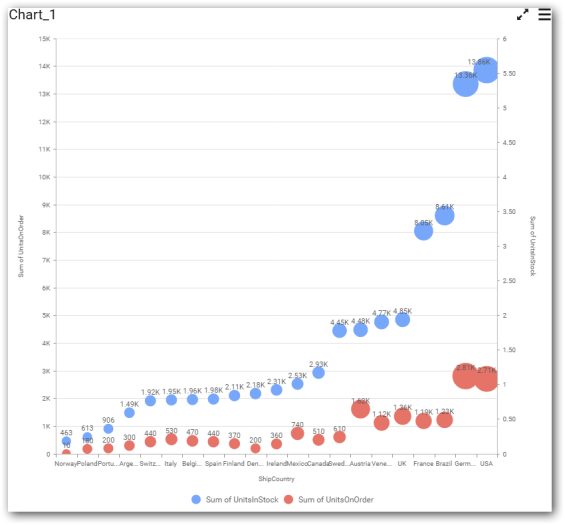 Chart_1
15K
14K
13K
12K
11K
10K
9K
8K
7K
6K
5K
4K
3K
2K
1K
0
Sum of UnitsOnOrder
6
5.50
5
4.50
4
3.50
3
2.50
2
1.50
1
0.50
0
Sum of UnitsInStock
463 613 906 1.49K 1.92K 1.95K 1.96K 1.98K 2.11K 2.18K 2.31K 2.53K 2.93K 4.45K 4.48K 4.77K 4.85K 8.05K 8.61K 13.36K 13.86K
10 180 200 300 440 530 470 440 370 200 360 740 510 610 1.63K 1.12K 1.36K 1.19K 1.23K 2.81K 2.71K
Norway Poland Portu... Arge... Switz... Italy Belgi... Spain Finland Den... Ireland Mexico Canada Swed... Austria Vene... UK France Brazil Germ... USA
ShipCountry
Sum of UnitsInStock Sum of UnitsOnOrder